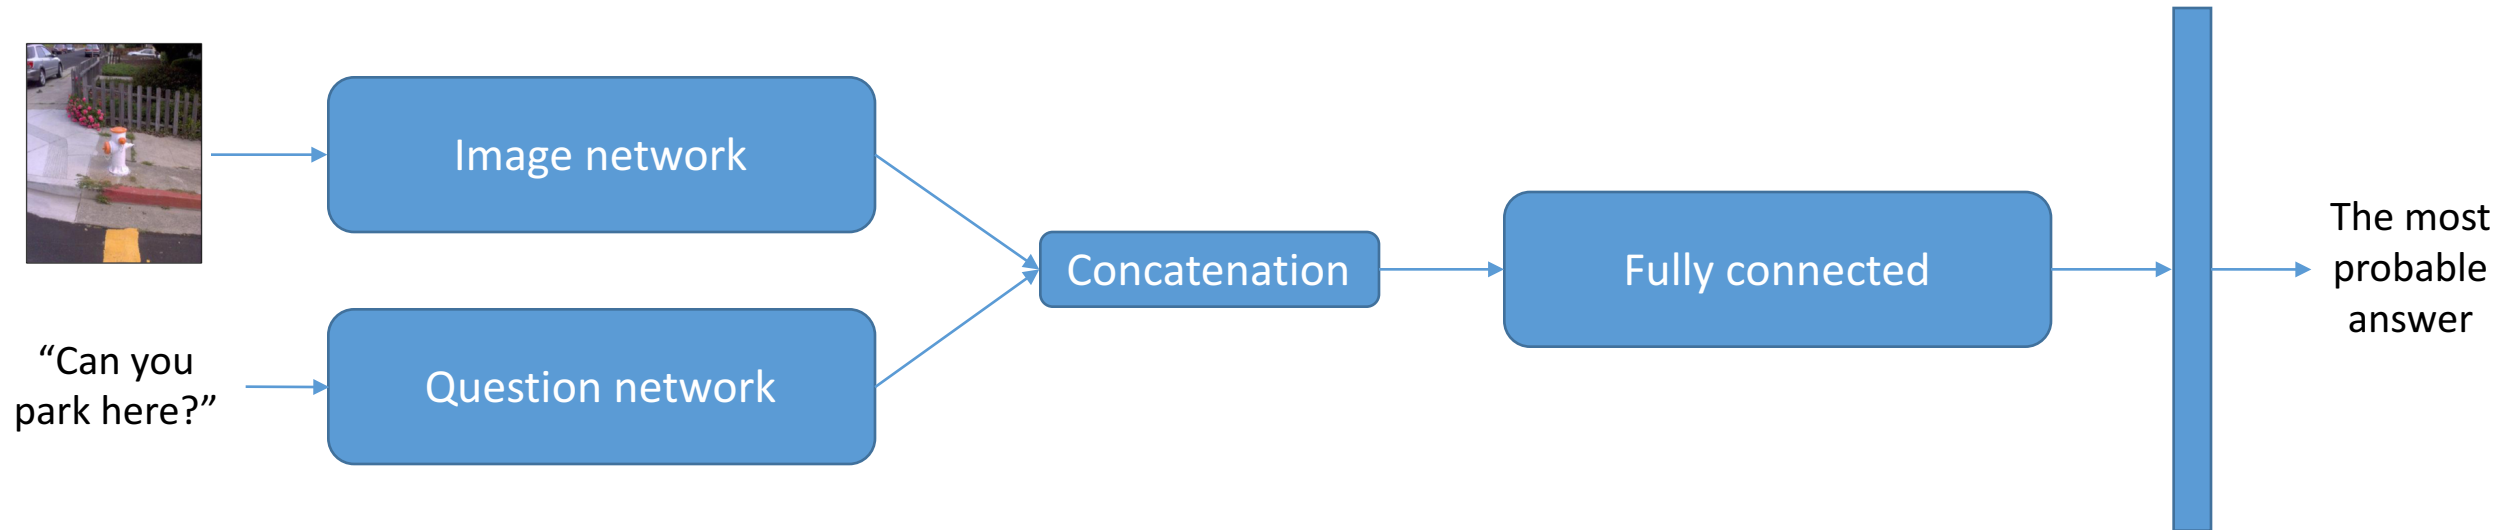 Image network
“Can you
park here?”
Question network
Concatenation
Fully connected
The most
probable
answer